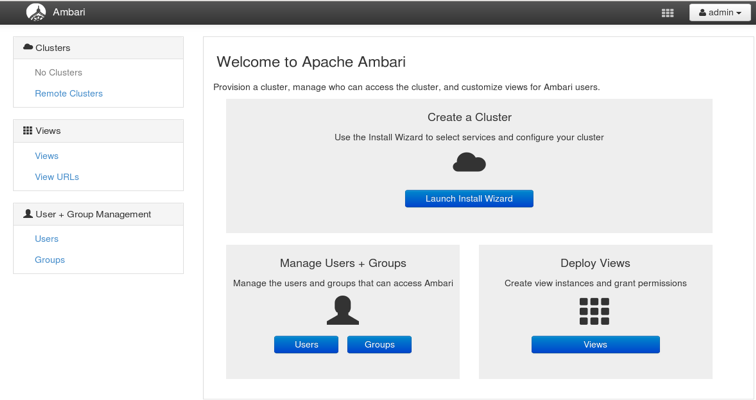 Ambari
admin
Clusters
No Clusters
Remote Clusters
Views
Views
View URLs
User + Group Management
Users
Groups
Welcome to Apache Ambari
Provision a cluster, manage who can access the cluster, and customize views for Ambari users.
Create a Cluster
Use the Install Wizard to select services and configure your cluster
Launch Install Wizard
Manage Users + Groups
Manage the users and groups that can access Ambari
Users Groups
Deploy Views
Create view instances and grant permissions
Views